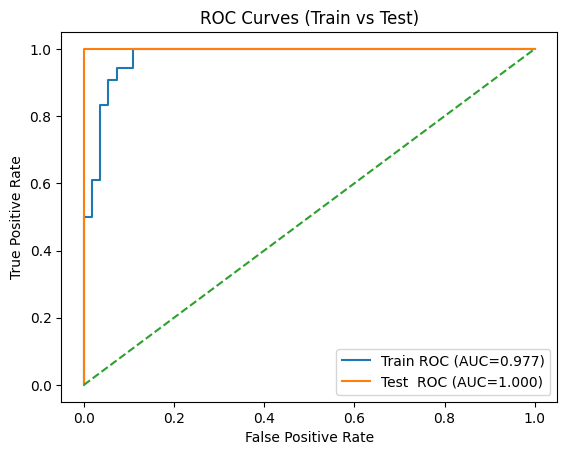 ROC Curves (Train vs Test)
True Positive Rate
1.0
0.8
0.6
0.4
0.2
0.0
Train ROC (AUC=0.977)
Test  ROC (AUC=1.000)
0.0 0.2 0.4 0.6 0.8 1.0
False Positive Rate